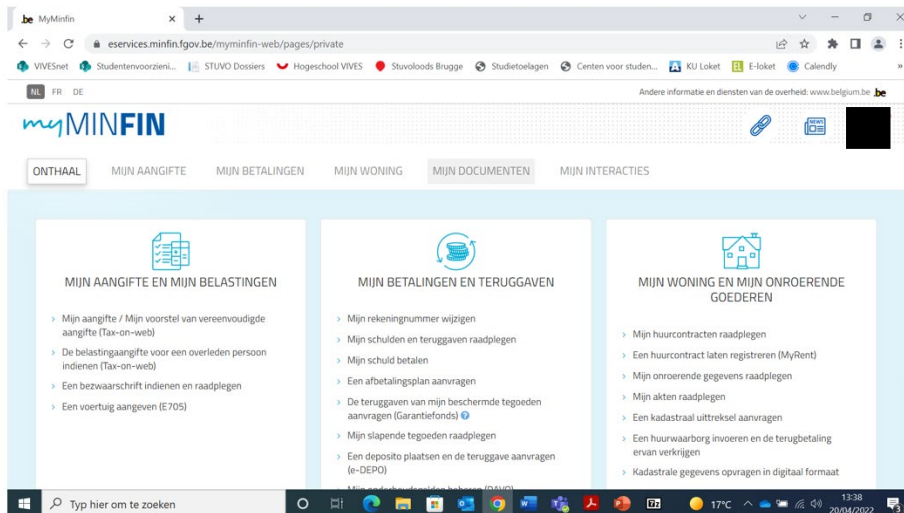 .be MyMinfin
eservices.minfin.fgov.be/myminfin-web/pages/private
VIVESnet Studentenvoorzieni... STUVO Dossiers Hogeschool VIVES Stuvoloods Brugge Studietoelagen Centen voor studen... KU Loket E-loket Calendly »
NL FR DE Andere informatie en diensten van de overheid: www.belgium.be .be
myMINFIN NEWS
ONTHAAL MIJN AANGIFTE MIJN BETALINGEN MIJN WONING MIJN DOCUMENTEN MIJN INTERACTIES
MIJN AANGIFTE EN MIJN BELASTINGEN
Mijn aangifte / Mijn voorstel van vereenvoudigde
aangifte (Tax-on-web)
De belastingaangifte voor een overleden persoon
indienen (Tax-on-web)
Een bezwaarschrift indienen en raadplegen
Een voertuig aangeven (E705)
MIJN BETALINGEN EN TERUGGAVEN
Mijn rekeningnummer wijzigen
Mijn schulden en teruggaven raadplegen
Mijn schuld betalen
Een afbetalingsplan aanvragen
De teruggaven van mijn beschermde tegoeden
aanvragen (Garantiefonds)
Mijn slapende tegoeden raadplegen
Een deposito plaatsen en de teruggave aanvragen
(e-DEPO)
Mijn onderhoudsgelden beheren (DAVO)
MIJN WONING EN MIJN ONROERENDE
GOEDEREN
Mijn huurcontracten raadplegen
Een huurcontract laten registreren (MyRent)
Mijn onroerende gegevens raadplegen
Mijn akten raadplegen
Een kadastraal uittreksel aanvragen
Een huurwaarborg invoeren en de terugbetaling
ervan verkrijgen
Kadastrale gegevens opvragen in digitaal formaat
Typ hier om te zoeken 17°C 13:38
20/04/2022